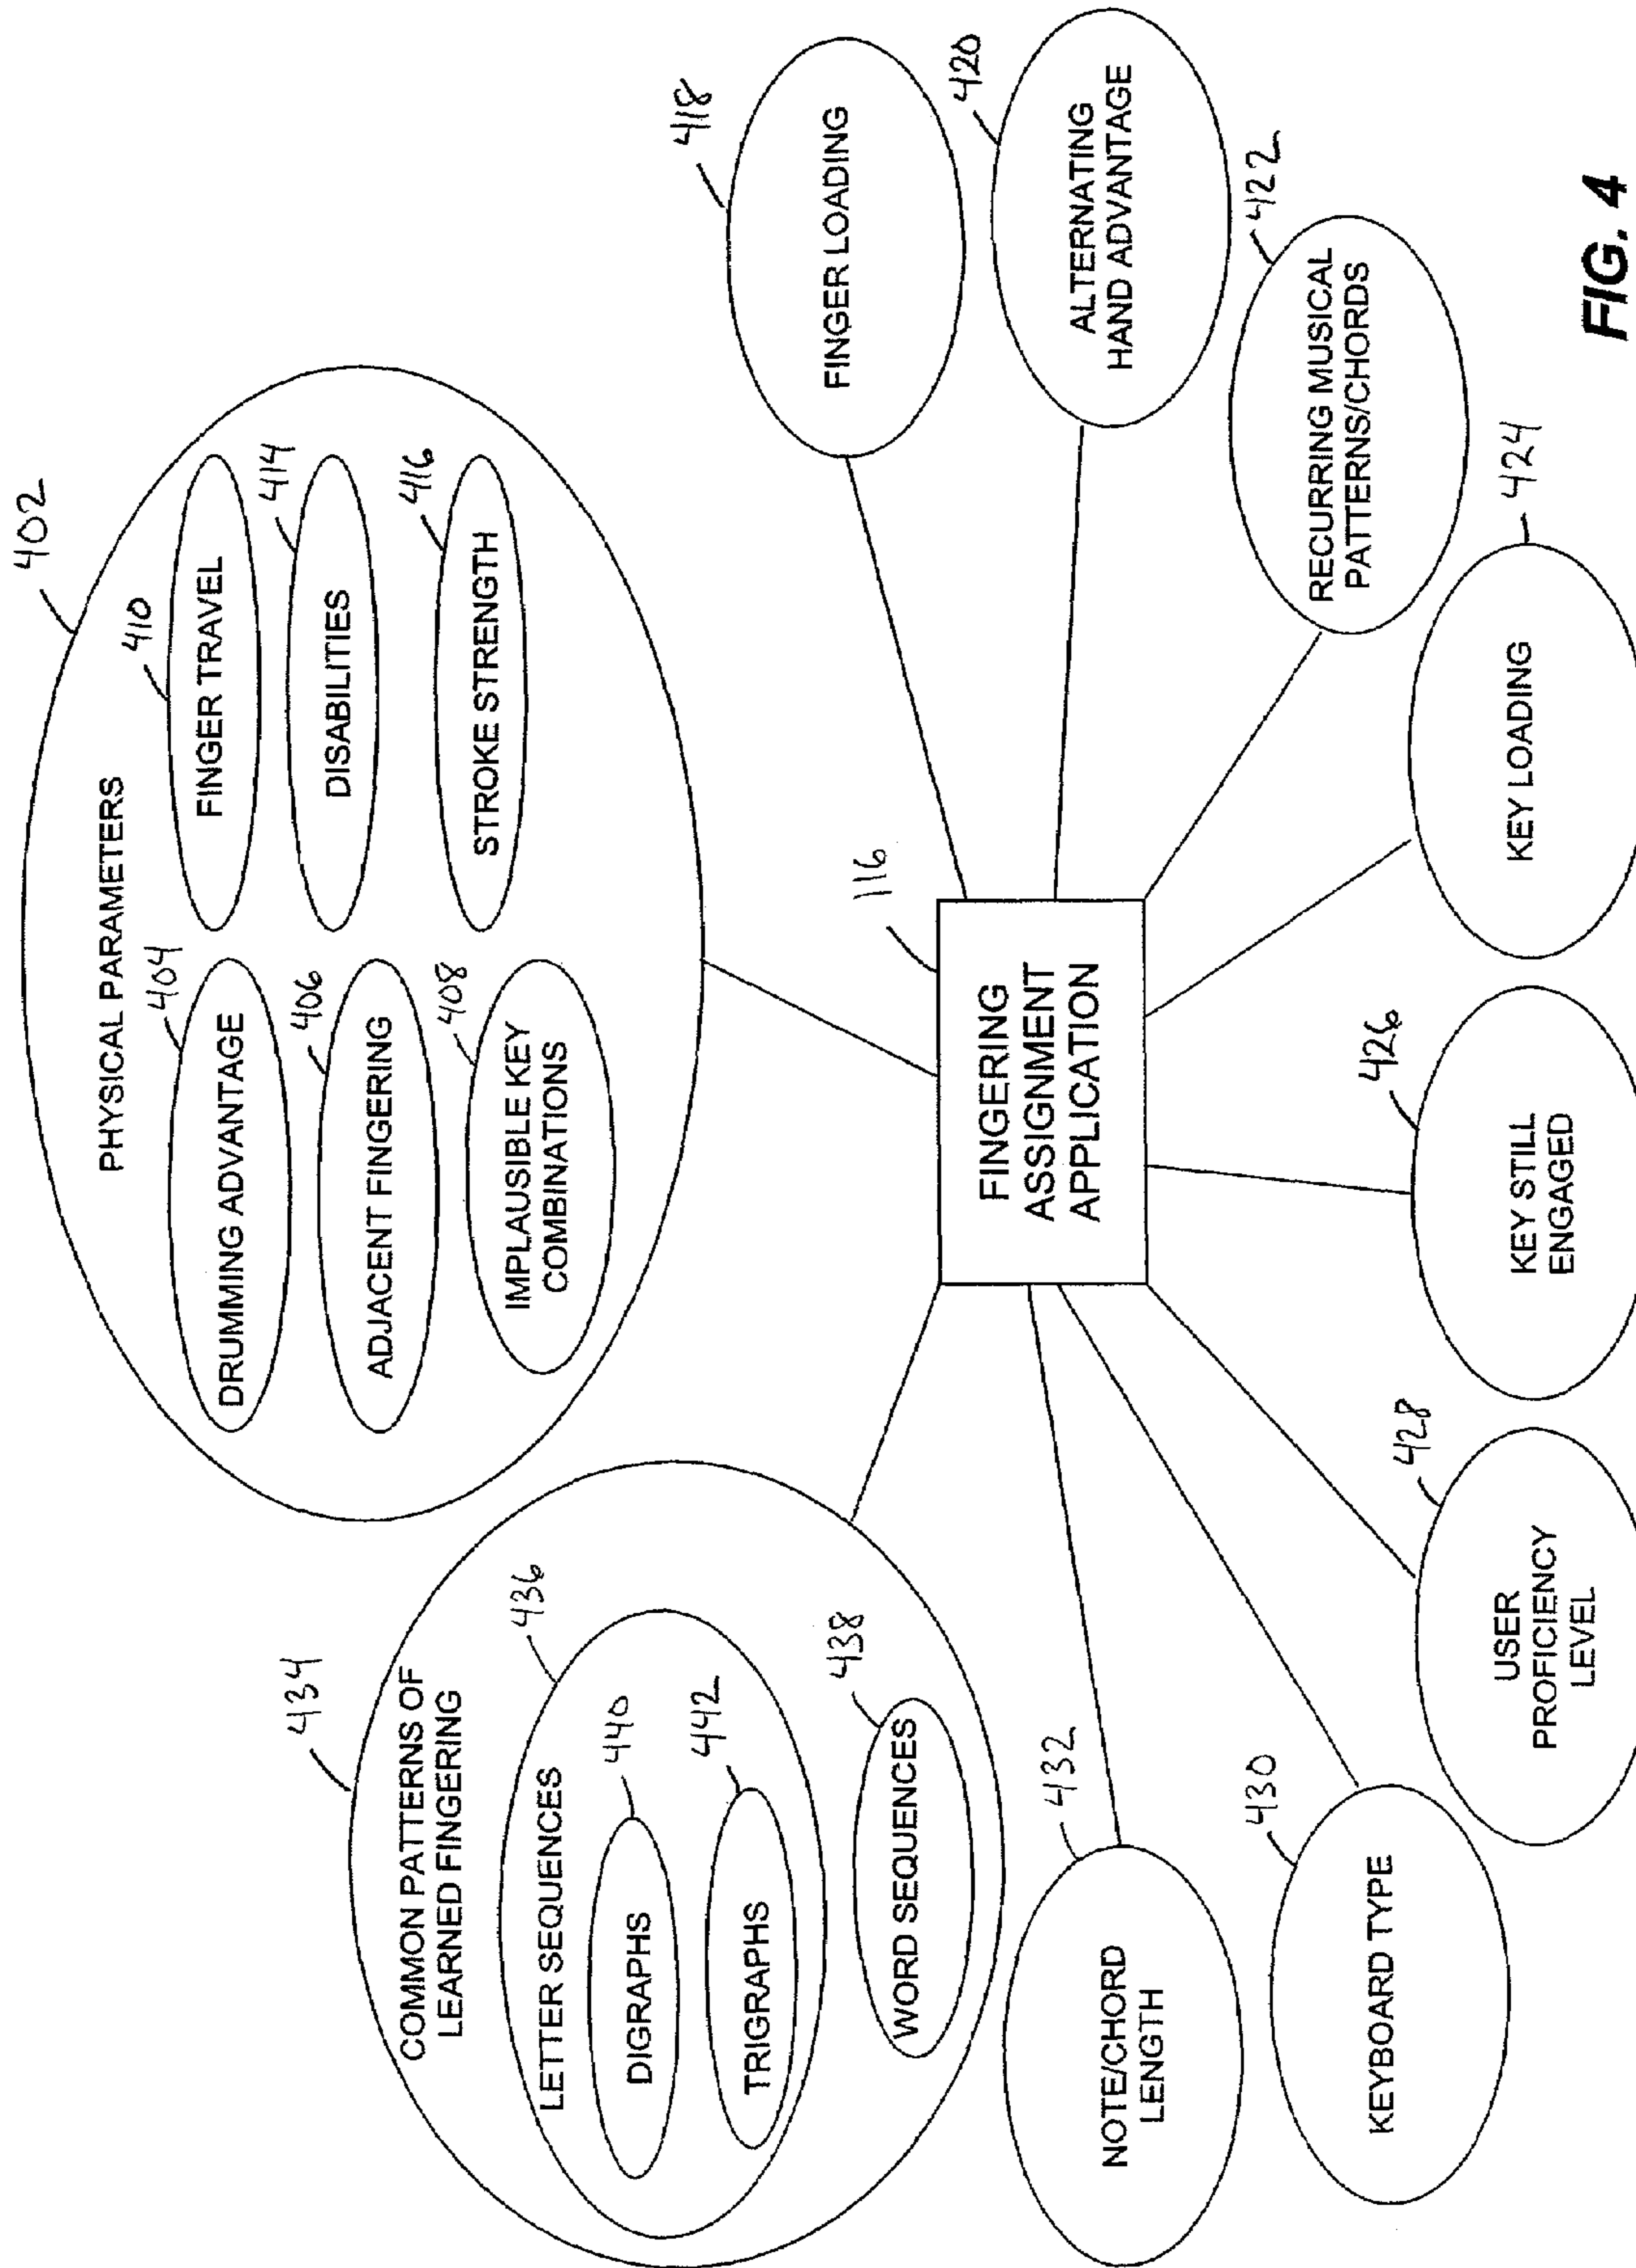 402
PHYSICAL PARAMETERS
404
DRUMMING ADVANTAGE
406
ADJACENT FINGERING
408
IMPLAUSIBLE KEY
COMBINATIONS
410
FINGER TRAVEL
414
DISABILITIES
416
STROKE STRENGTH
434
COMMON PATTERNS OF
LEARNED FINGERING
436
LETTER SEQUENCES
440
DIGRAPHS
442
TRIGRAPHS
438
WORD SEQUENCES
116
FINGERING
ASSIGNMENT
APPLICATION
418
FINGER LOADING
420
ALTERNATING
HAND ADVANTAGE
422
RECURRING MUSICAL
PATTERNS/CHORDS
424
KEY LOADING
426
KEY STILL
ENGAGED
428
USER
PROFICIENCY
LEVEL
430
KEYBOARD TYPE
432
NOTE/CHORD
LENGTH
FIG. 4